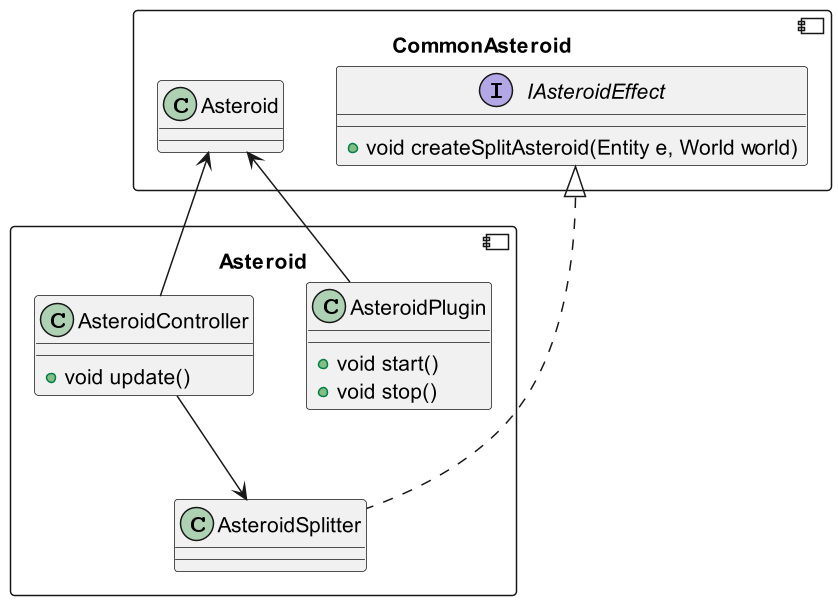 CommonAsteroid
C Asteroid
I IAsteroidEffect
void createSplitAsteroid(Entity e, World world)
Asteroid
C AsteroidController
void update()
C AsteroidPlugin
void start()
void stop()
C AsteroidSplitter